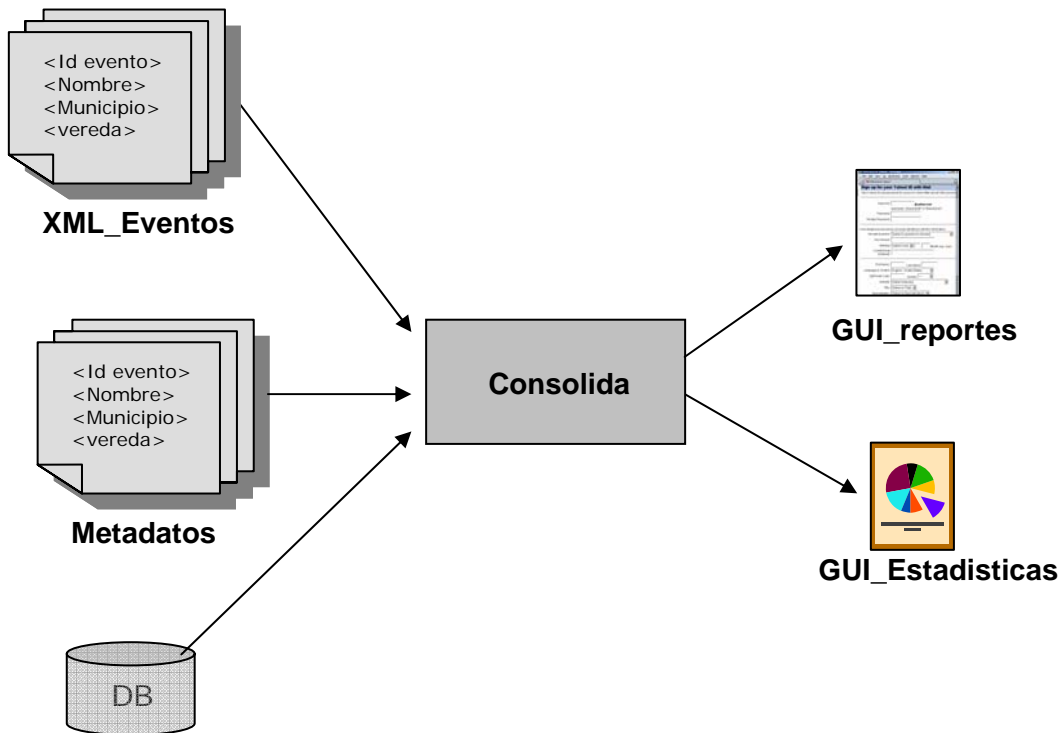 <Id evento>
<Nombre>
<Municipio>
<vereda>
XML_Eventos
<Id evento>
<Nombre>
<Municipio>
<vereda>
Metadatos
DB
Consolida
GUI_reportes
GUI_Estadisticas